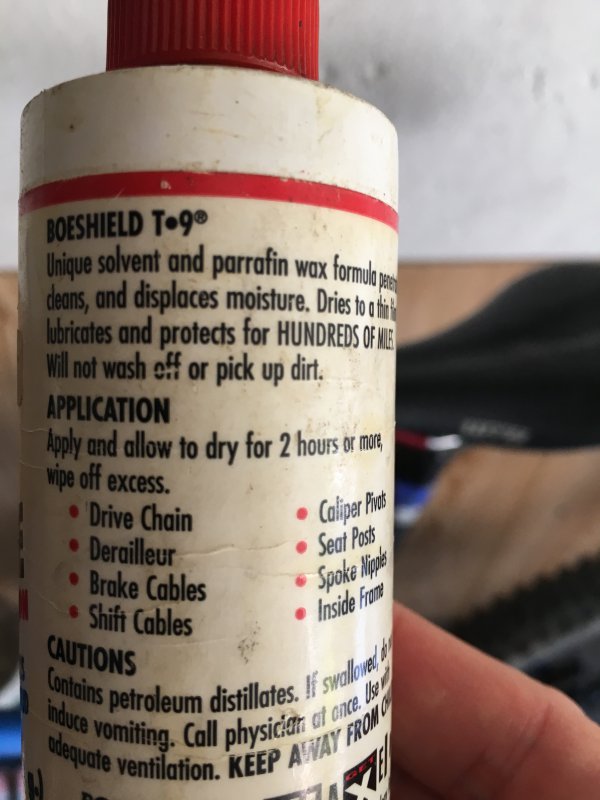 BOESHIELD T•9®
Unique solvent and parrafin wax formula
cleans, and displaces moisture. Dries to a thin
lubricates and protects for HUNDREDS OF MILES.
Will not wash off or pick up dirt.
APPLICATION
Apply and allow to dry for 2 hours or more,
wipe off excess.
• Drive Chain
• Derailleur
• Brake Cables
• Shift Cables
• Caliper Pivots
• Seat Posts
• Spoke Nipples
• Inside Frame
CAUTIONS
Contains petroleum distillates. If swallowed, do
induce vomiting. Call physician at once. Use with
adequate ventilation. KEEP AWAY FROM
GET